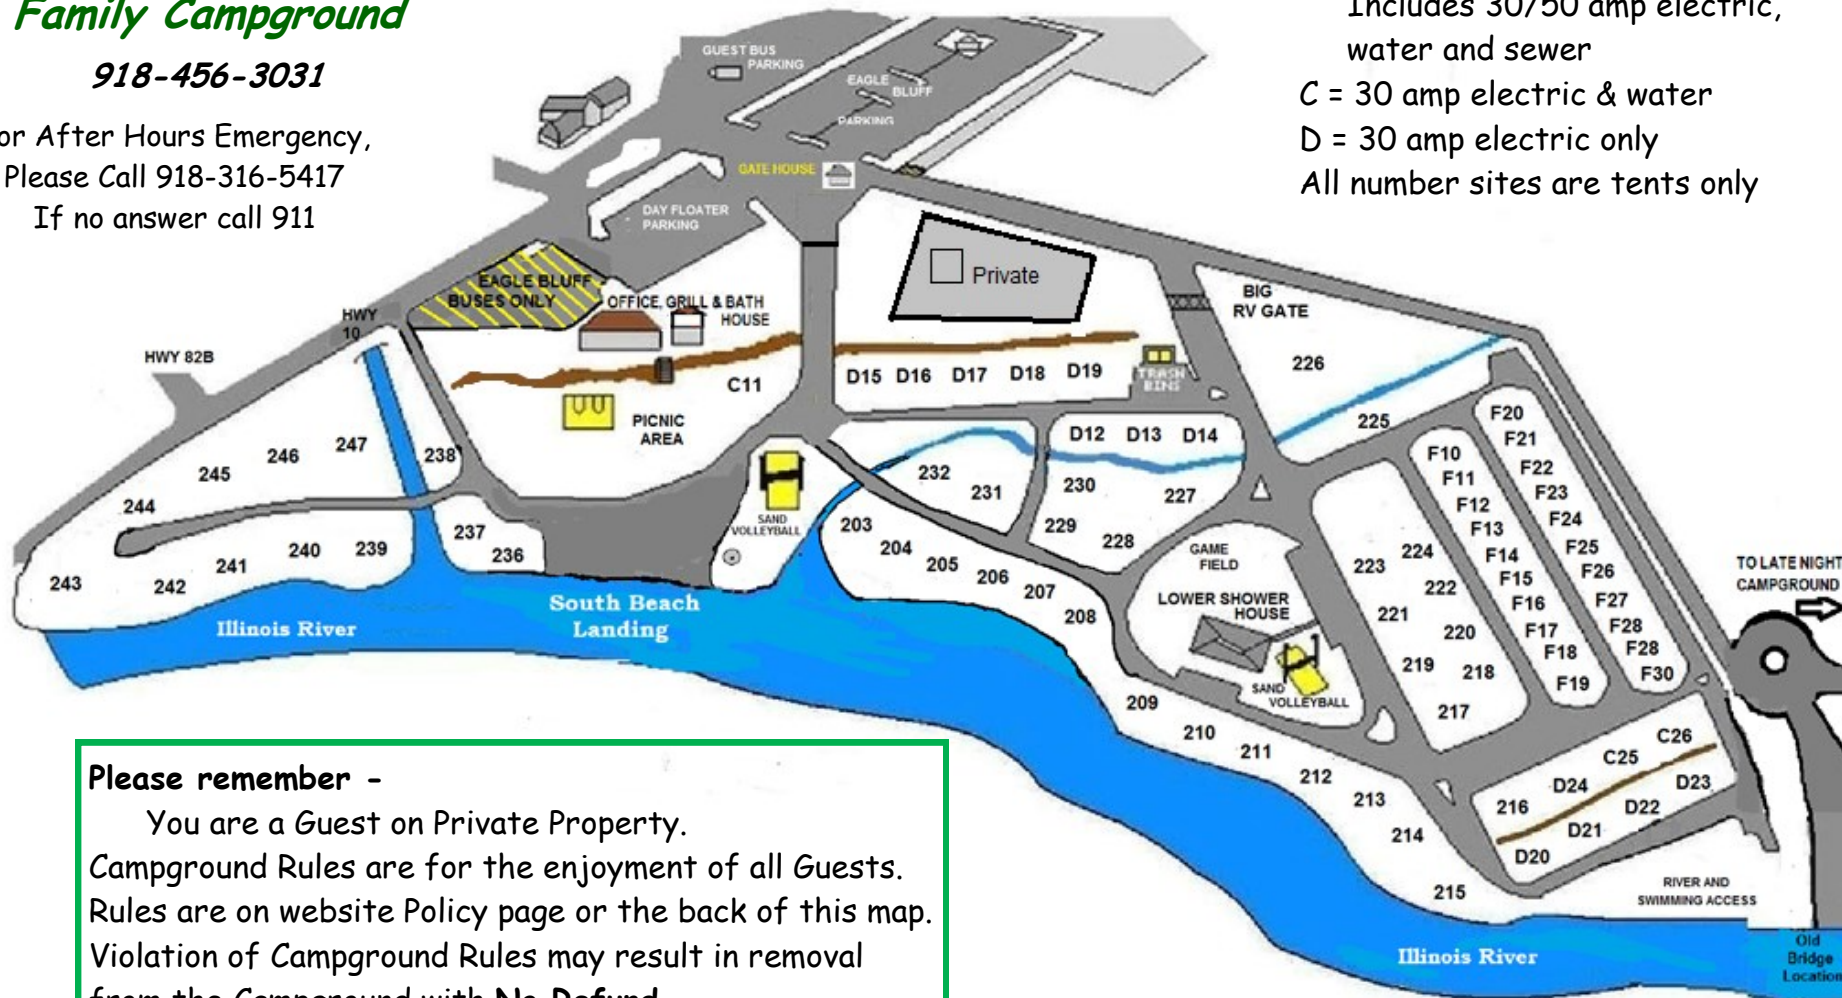 Family Campground
918-456-3031
or After Hours Emergency,
Please Call 918-316-5417
If no answer call 911
Includes 30/50 amp electric,
water and sewer
C = 30 amp electric & water
D = 30 amp electric only
All number sites are tents only
GUEST BUS
PARKING
EAGLE
BLUFF
PARKING
GATE HOUSE
DAY FLOATER
PARKING
EAGLE BLUFF
BUSES ONLY
OFFICE, GRILL & BATH
HOUSE
HWY
10
HWY 82B
Private
BIG
RV GATE
TRASH
BINS
C11
D15 D16 D17 D18 D19
PICNIC
AREA
226
225
D12 D13 D14
247
246
245
244
238
237
236
243
242
241
240
239
SAND
VOLLEYBALL
232
231
230
229
228
227
203
204
205
206
207
208
209
210
211
212
213
214
215
GAME
FIELD
LOWER SHOWER
HOUSE
SAND
VOLLEYBALL
223
224
222
221
220
219
218
217
F10
F11
F12
F13
F14
F15
F16
F17
F18
F19
F20
F21
F22
F23
F24
F25
F26
F27
F28
F28
F30
C26
C25
D24
216
D23
D22
D21
D20
TO LATE NIGHT
CAMPGROUND
South Beach
Landing
Illinois River
RIVER AND
SWIMMING ACCESS
Illinois River
Old
Bridge
Location
Please remember -
You are a Guest on Private Property.
Campground Rules are for the enjoyment of all Guests.
Rules are on website Policy page or the back of this map.
Violation of Campground Rules may result in removal
from the Campground with No Refund